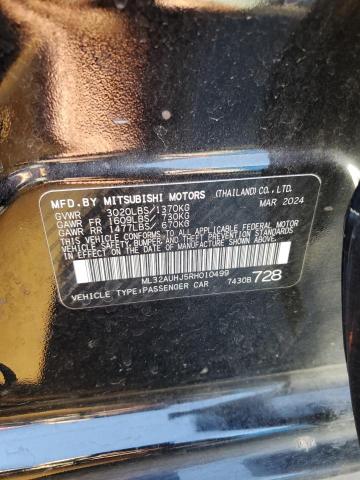 MFD.BY MITSUBISHI MOTORS (THAILAND) CO., LTD.
MAR 2024
GVWR 3020LBS/1370KG
GAWR FR 1609LBS/ 730KG
GAWR RR 1477LBS/ 670KG
THIS VEHICLE CONFORMS TO ALL APPLICABLE FEDERAL MOTOR VEHICLE
SAFETY, BUMPER, AND THEFT PREVENTION STANDARDS IN
EFFECT ON THE DATE OF MANUFACTURE SHOWN ABOVE.
ML32AUHJ5RH010499
VEHICLE TYPE:PASSENGER CAR 7430B 728